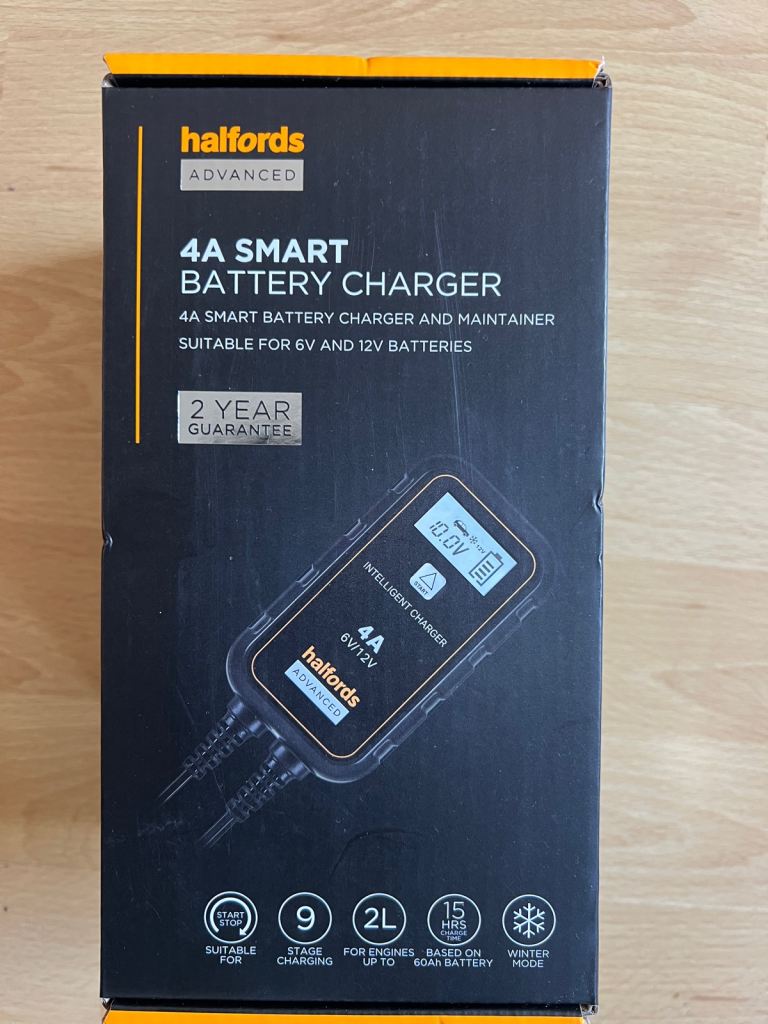 halfords
ADVANCED
4A SMART
BATTERY CHARGER
4A SMART BATTERY CHARGER AND MAINTAINER
SUITABLE FOR 6V AND 12V BATTERIES
2 YEAR
GUARANTEE
10.0V
12V
START
INTELLIGENT CHARGER
4A
6V/12V
halfords
ADVANCED
START
STOP
SUITABLE
FOR
9
STAGE
CHARGING
2L
FOR ENGINES
UP TO
15
HRS
CHARGE
TIME
BASED ON
60Ah BATTERY
WINTER
MODE